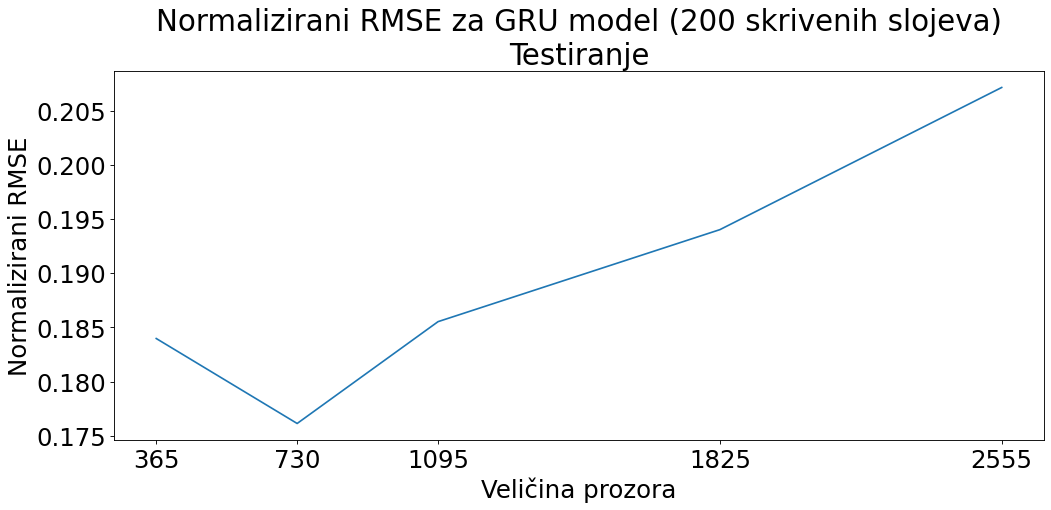 Normalizirani RMSE za GRU model (200 skrivenih slojeva)
Testiranje
Normalizirani RMSE
0.205
0.200
0.195
0.190
0.185
0.180
0.175
365 730 1095 1825 2555
Veličina prozora